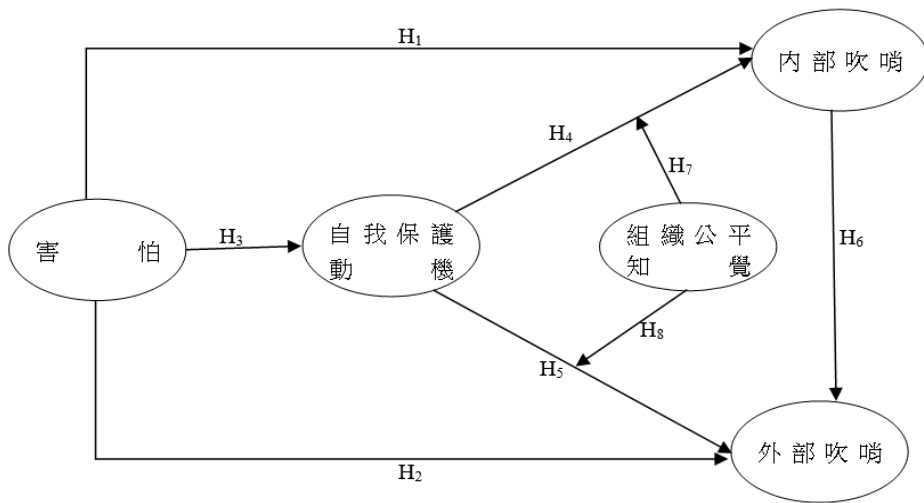 H₁
內部吹哨
H₄
H₇
害怕
H₃
自我保護
動機
組織公平
知覺
H₆
H₈
H₅
外部吹哨
H₂